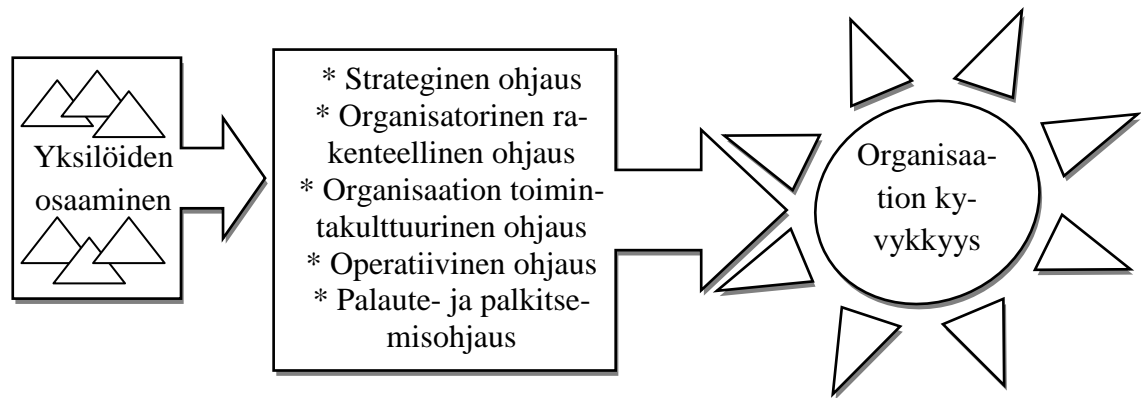 Yksilöiden
osaaminen
* Strateginen ohjaus
* Organisatorinen ra-
kenteellinen ohjaus
* Organisaation toimin-
takulttuurinen ohjaus
* Operatiivinen ohjaus
* Palaute- ja palkitse-
misohjaus
Organisaa-
tion ky-
vykkyys